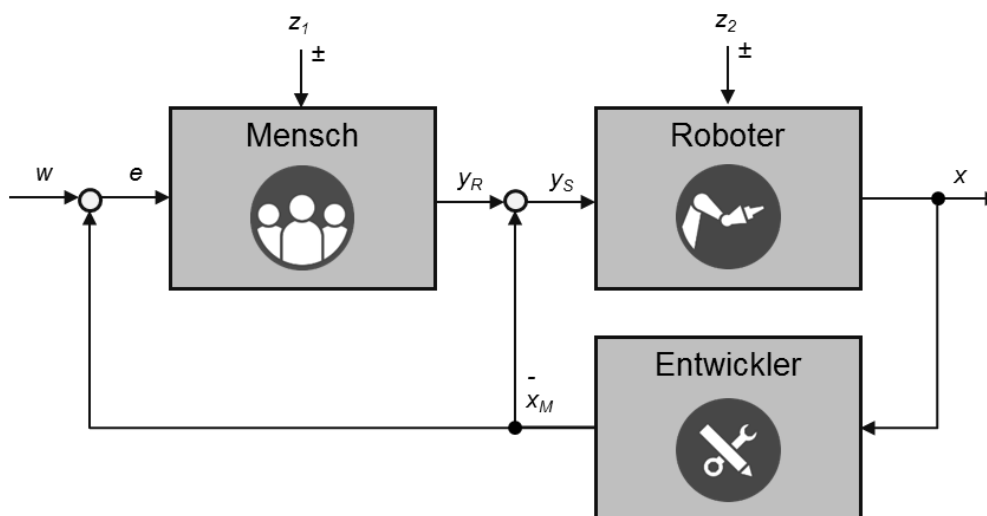 z1
±
z2
±
Mensch
Roboter
w
e
yR
yS
x
Entwickler
-
xM